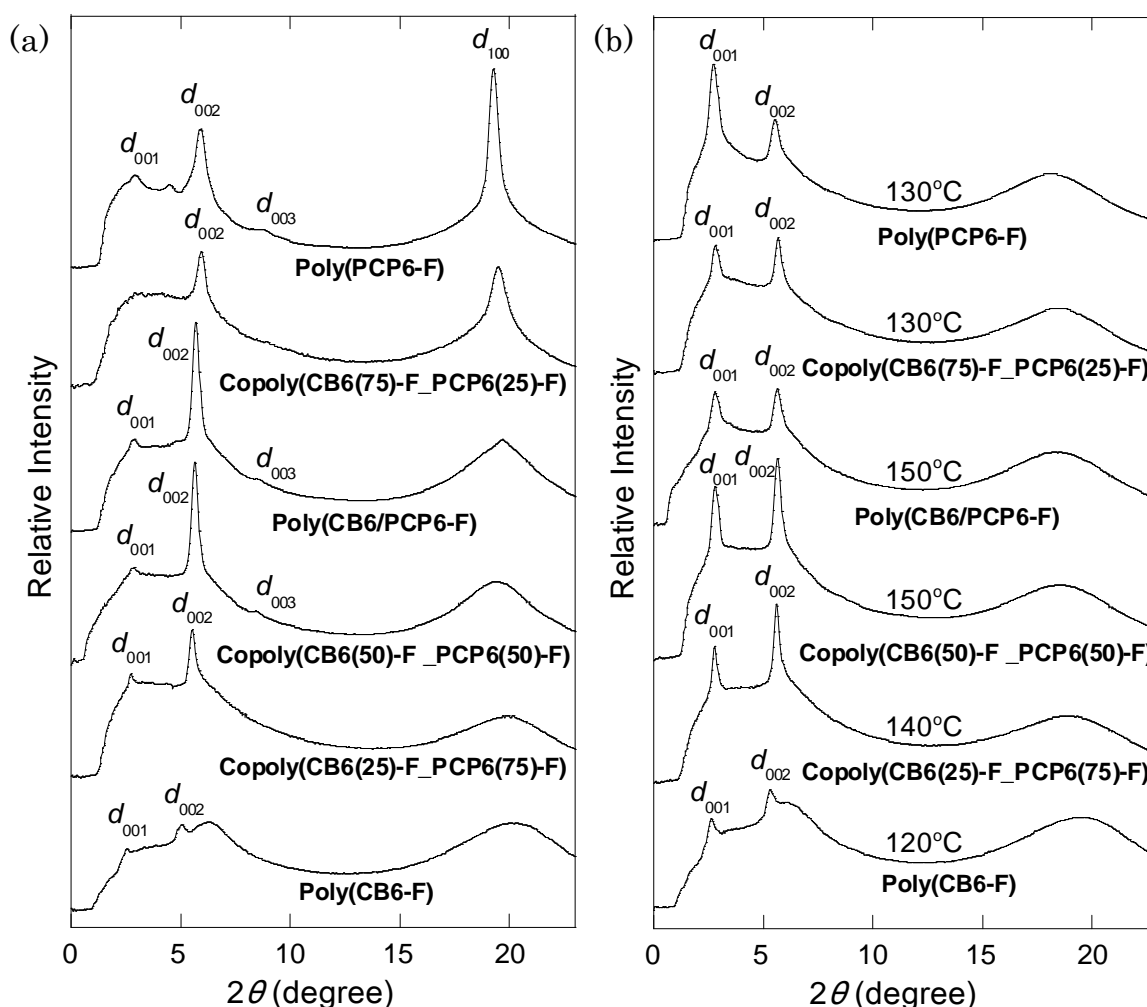 (a)
d100
d002
d001
d003
Poly(PCP6-F)
d002
Copoly(CB6(75)-F_PCP6(25)-F)
d002
d001
d003
Poly(CB6/PCP6-F)
d002
d001
d003
Copoly(CB6(50)-F _PCP6(50)-F)
d002
d001
Copoly(CB6(25)-F_PCP6(75)-F)
d002
d001
Poly(CB6-F)
0 5 10 15 20
2θ (degree)
Relative Intensity
(b)
d001
d002
130°C
Poly(PCP6-F)
d001
d002
130°C
Copoly(CB6(75)-F_PCP6(25)-F)
d001
d002
150°C
Poly(CB6/PCP6-F)
d001
d002
150°C
Copoly(CB6(50)-F _PCP6(50)-F)
d001
d002
140°C
Copoly(CB6(25)-F_PCP6(75)-F)
d001
d002
120°C
Poly(CB6-F)
0 5 10 15 20
2θ (degree)
Relative Intensity